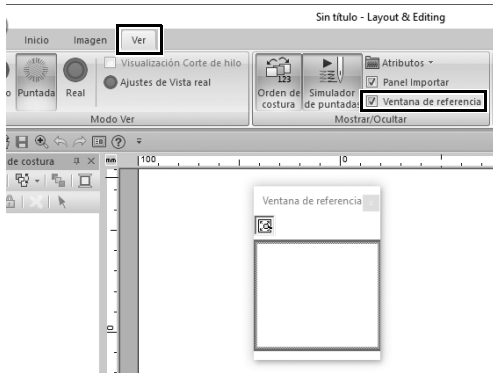 Sin título - Layout & Editing
Inicio Imagen Ver
Visualización Corte de hilo
Ajustes de Vista real
Puntada Real
Modo Ver
123
Orden de costura
Simulador de puntadas
Atributos
Panel Importar
Ventana de referencia
Mostrar/Ocultar
de costura
mm
100
0
Ventana de referencia
0